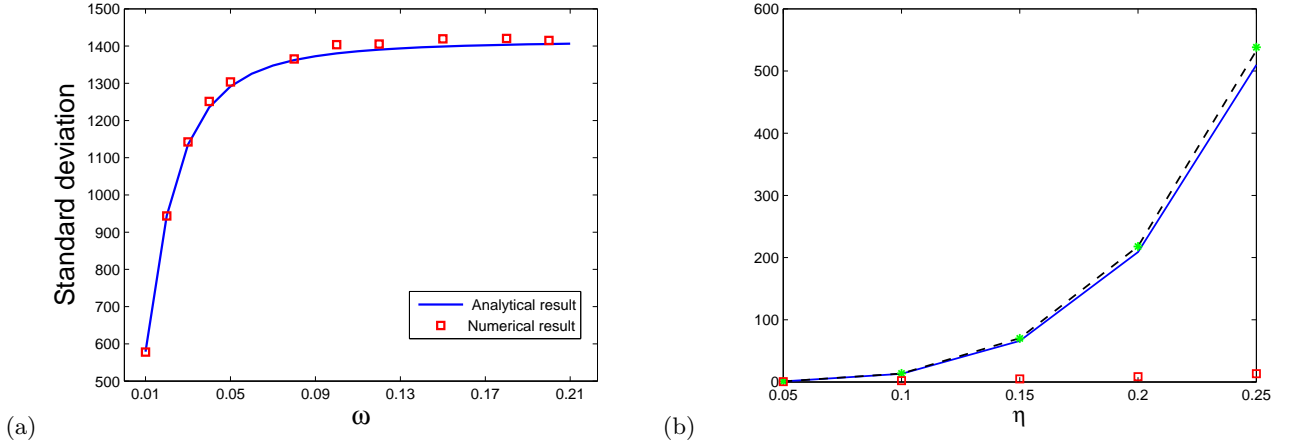 1500
1400
1300
1200
1100
1000
900
800
700
600
500
Standard deviation
Analytical result
Numerical result
0.01 0.05 0.09 0.13 0.17 0.21
ω
(a)
600
500
400
300
200
100
0
0.05 0.1 0.15 0.2 0.25
η
(b)